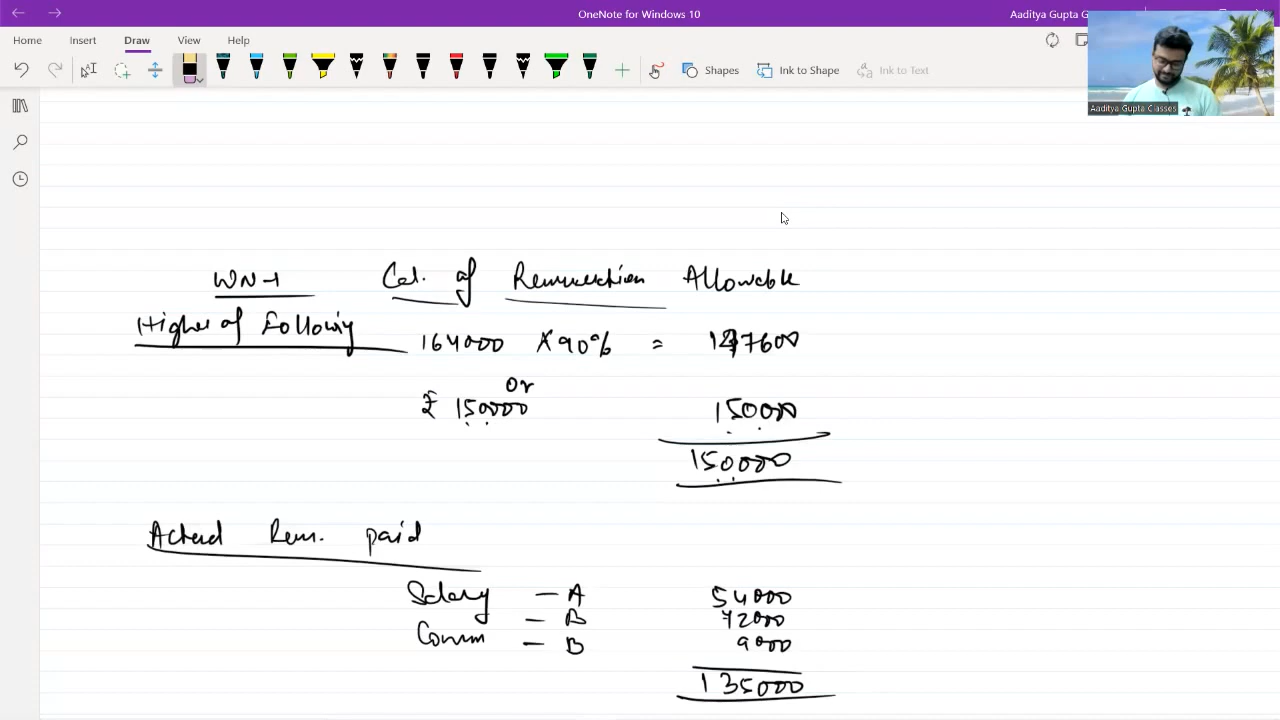 OneNote for Windows 10
Aaditya Gupta G
Home Insert Draw View Help
Shapes Ink to Shape Ink to Text
Aaditya Gupta Classes
WN-1 Cal. of Remuneration Allowable
Higher of Following
164000 x 90% = 147600
Or
₹ 150000 150000
150000
Actual Rem. paid
Salary - A 54000
- B 72000
Comm - B 9000
135000